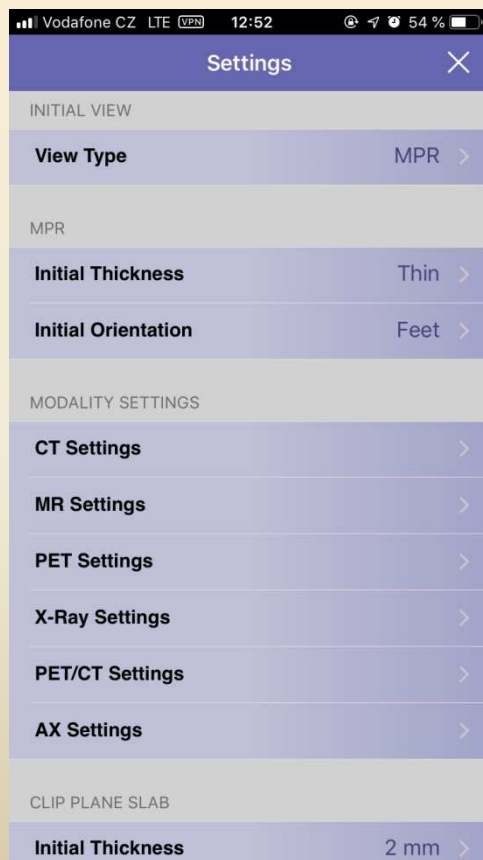 Vodafone CZ LTE VPN 12:52 54 %
Settings
INITIAL VIEW
View Type MPR
MPR
Initial Thickness Thin
Initial Orientation Feet
MODALITY SETTINGS
CT Settings
MR Settings
PET Settings
X-Ray Settings
PET/CT Settings
AX Settings
CLIP PLANE SLAB
Initial Thickness 2 mm